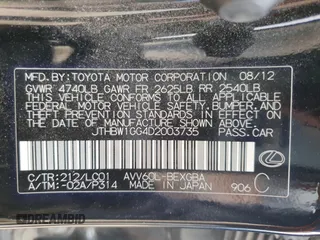 MFD. BY: TOYOTA MOTOR CORPORATION 08/12
GVWR 4740LB GAWR FR 2625LB RR 2540LB
THIS VEHICLE CONFORMS TO ALL APPLICABLE
FEDERAL MOTOR VEHICLE SAFETY, BUMPER, AND
THEFT PREVENTION STANDARDS IN EFFECT ON
THE DATE OF MANUFACTURE SHOWN ABOVE.
JTHBW1GG4D2003735 PASS. CAR
C/TR: 212/LC01 AVV60L-BEXGBA
A/TM: -02A/P314 MADE IN JAPAN 906 C
DREAMBID